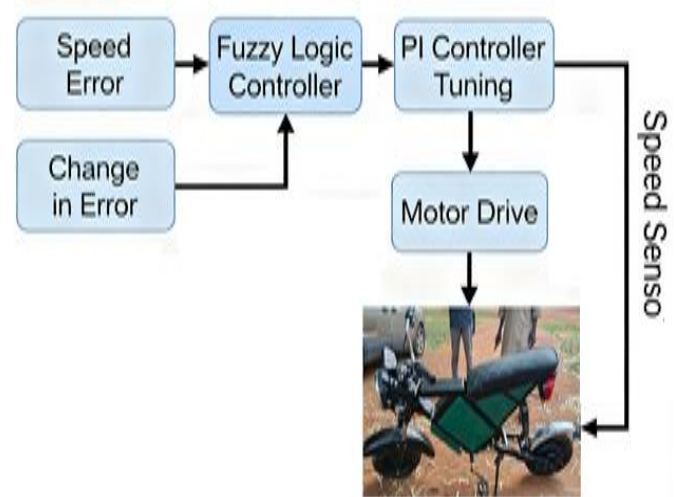 Speed
Error
Fuzzy Logic
Controller
PI Controller
Tuning
Change
in Error
Motor Drive
Speed Senso